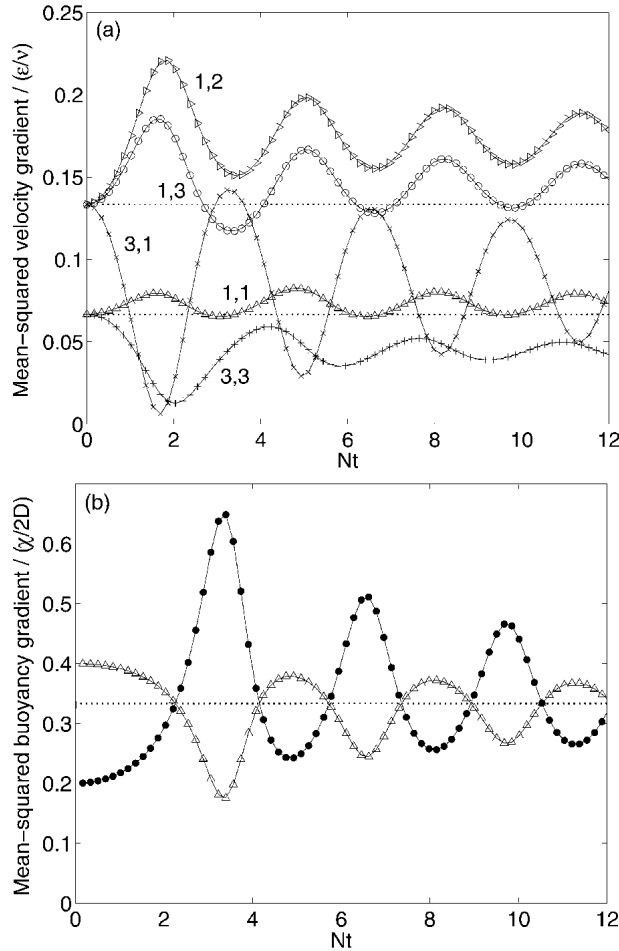 (a)
Mean-squared velocity gradient / (ε/ν)
0.25
0.2
0.15
0.1
0.05
0
1,2
1,3
3,1
1,1
3,3
0 2 4 6 8 10 12
Nt
(b)
Mean-squared buoyancy gradient / (χ/2D)
0.6
0.5
0.4
0.3
0.2
0.1
0
0 2 4 6 8 10 12
Nt